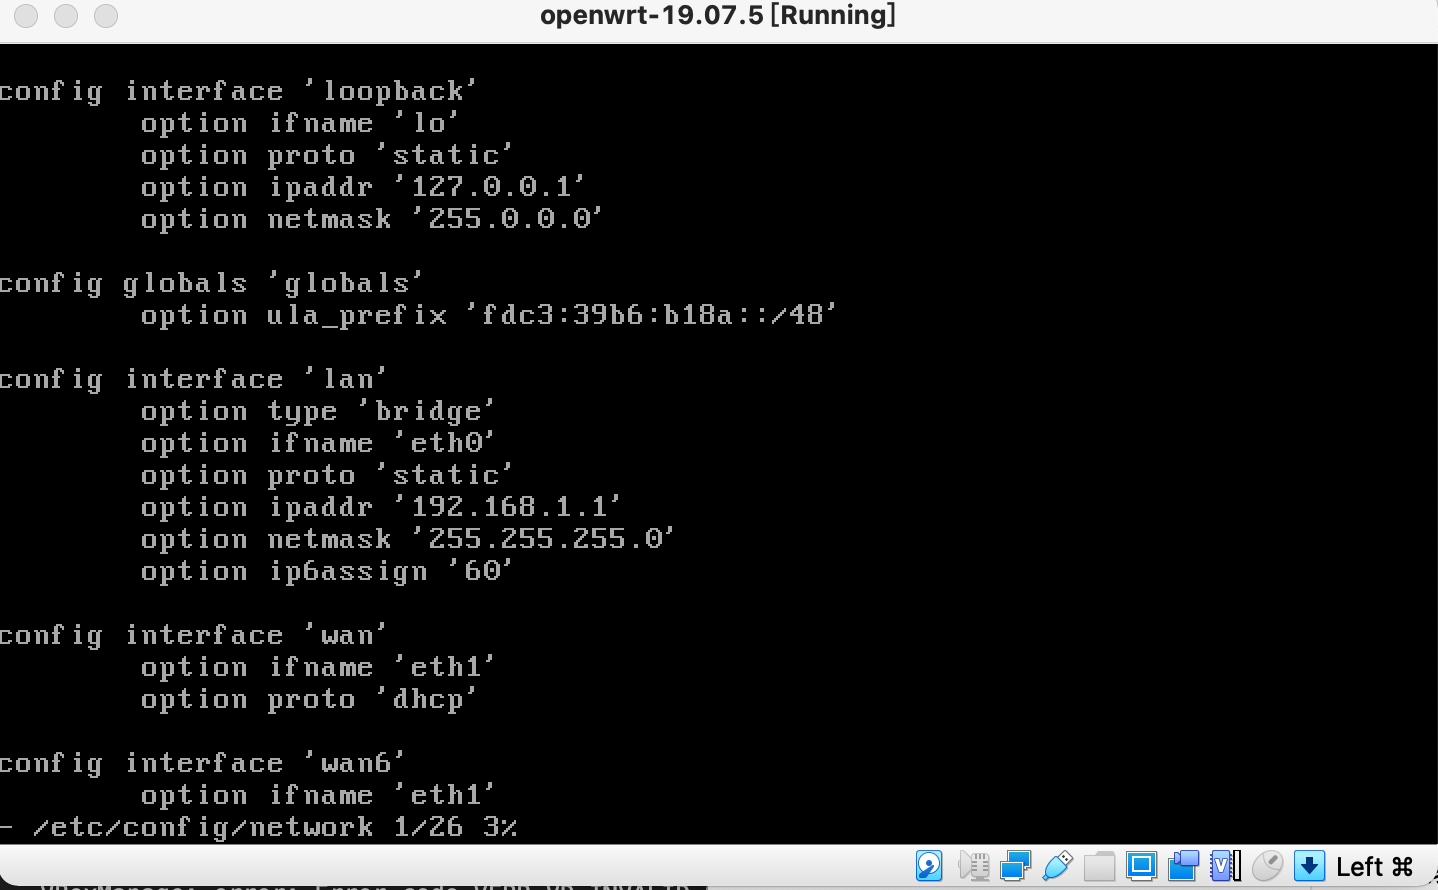 openwrt-19.07.5 [Running]
config interface 'loopback'
option ifname 'lo'
option proto 'static'
option ipaddr '127.0.0.1'
option netmask '255.0.0.0'
config globals 'globals'
option ula_prefix 'fdc3:39b6:b18a::/48'
config interface 'lan'
option type 'bridge'
option ifname 'eth0'
option proto 'static'
option ipaddr '192.168.1.1'
option netmask '255.255.255.0'
option ip6assign '60'
config interface 'wan'
option ifname 'eth1'
option proto 'dhcp'
config interface 'wan6'
option ifname 'eth1'
- /etc/config/network 1/26 3%
Left ⌘